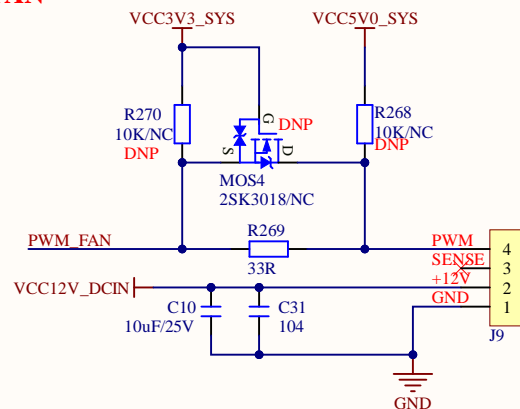 FAN
VCC3V3_SYS
VCC5V0_SYS
R270
10K/NC
DNP
G
DNP
S
D
MOS4
2SK3018/NC
R268
10K/NC
DNP
PWM_FAN
R269
33R
PWM
4
SENSE
3
VCC12V_DCIN
+12V
2
GND
1
C10
10uF/25V
C31
104
J9
GND